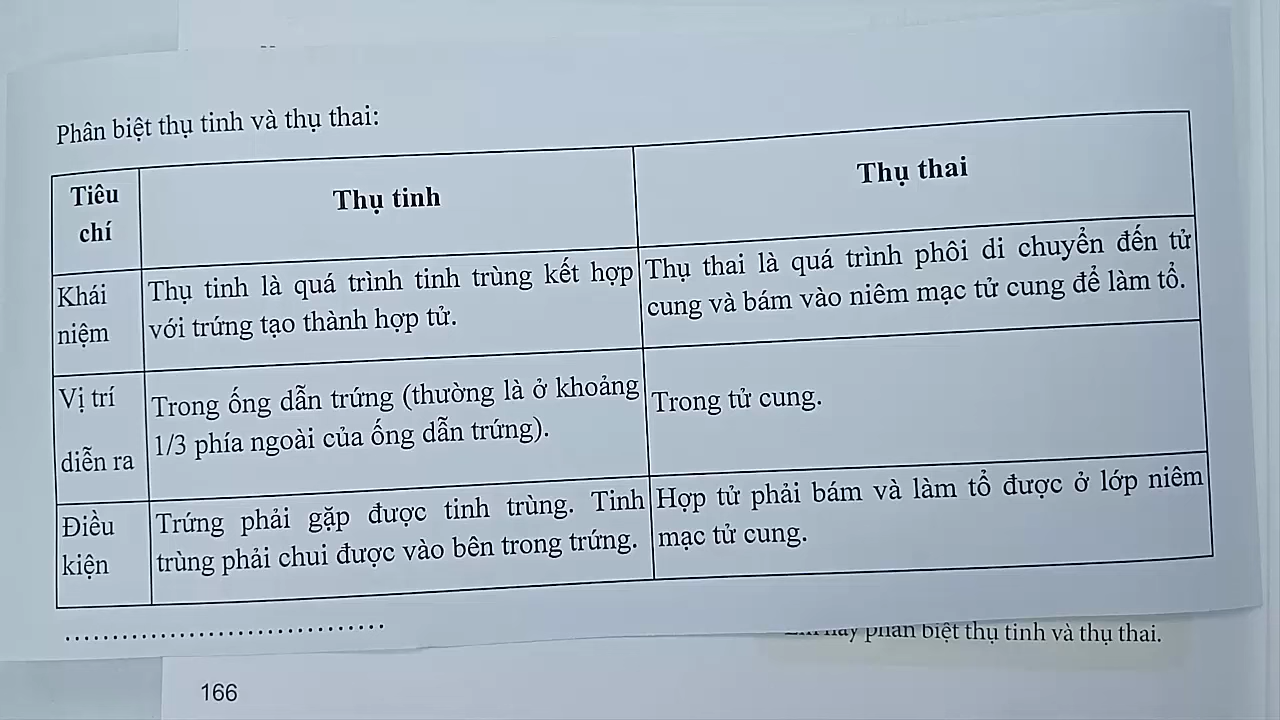 Phân biệt thụ tinh và thụ thai:
Tiêu
chí
Thụ tinh
Thụ thai
Khái
niệm
Thụ tinh là quá trình tinh trùng kết hợp
với trứng tạo thành hợp tử.
Thụ thai là quá trình phôi di chuyển đến tử
cung và bám vào niêm mạc tử cung để làm tổ.
Vị trí
diễn ra
Trong ống dẫn trứng (thường là ở khoảng
1/3 phía ngoài của ống dẫn trứng).
Trong tử cung.
Điều
kiện
Trứng phải gặp được tinh trùng. Tinh
trùng phải chui được vào bên trong trứng.
Hợp tử phải bám và làm tổ được ở lớp niêm
mạc tử cung.
.................................
phân biệt thụ tinh và thụ thai.
166